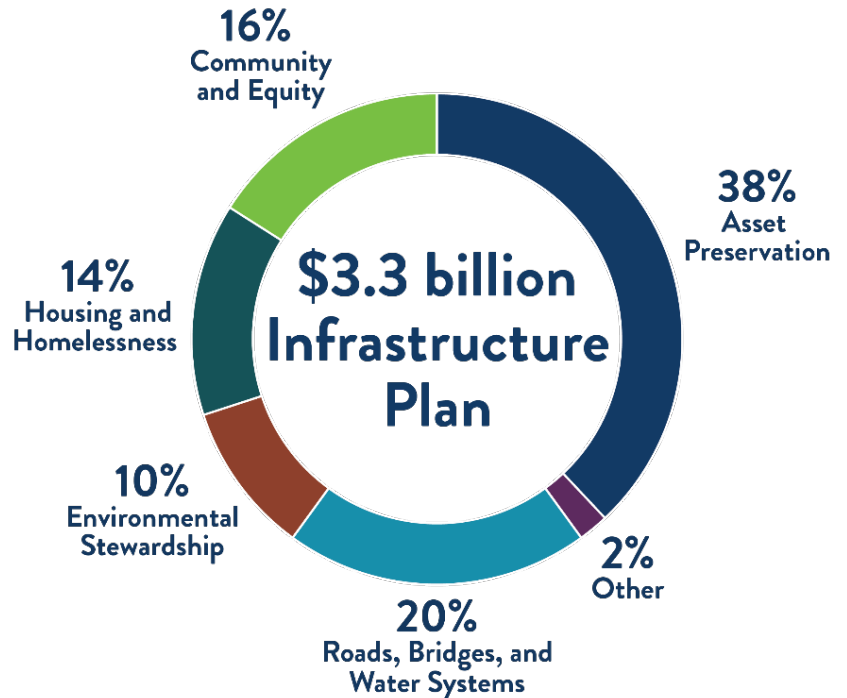 16%
Community
and Equity
38%
Asset
Preservation
$3.3 billion
Infrastructure
Plan
14%
Housing and
Homelessness
10%
Environmental
Stewardship
2%
Other
20%
Roads, Bridges, and
Water Systems